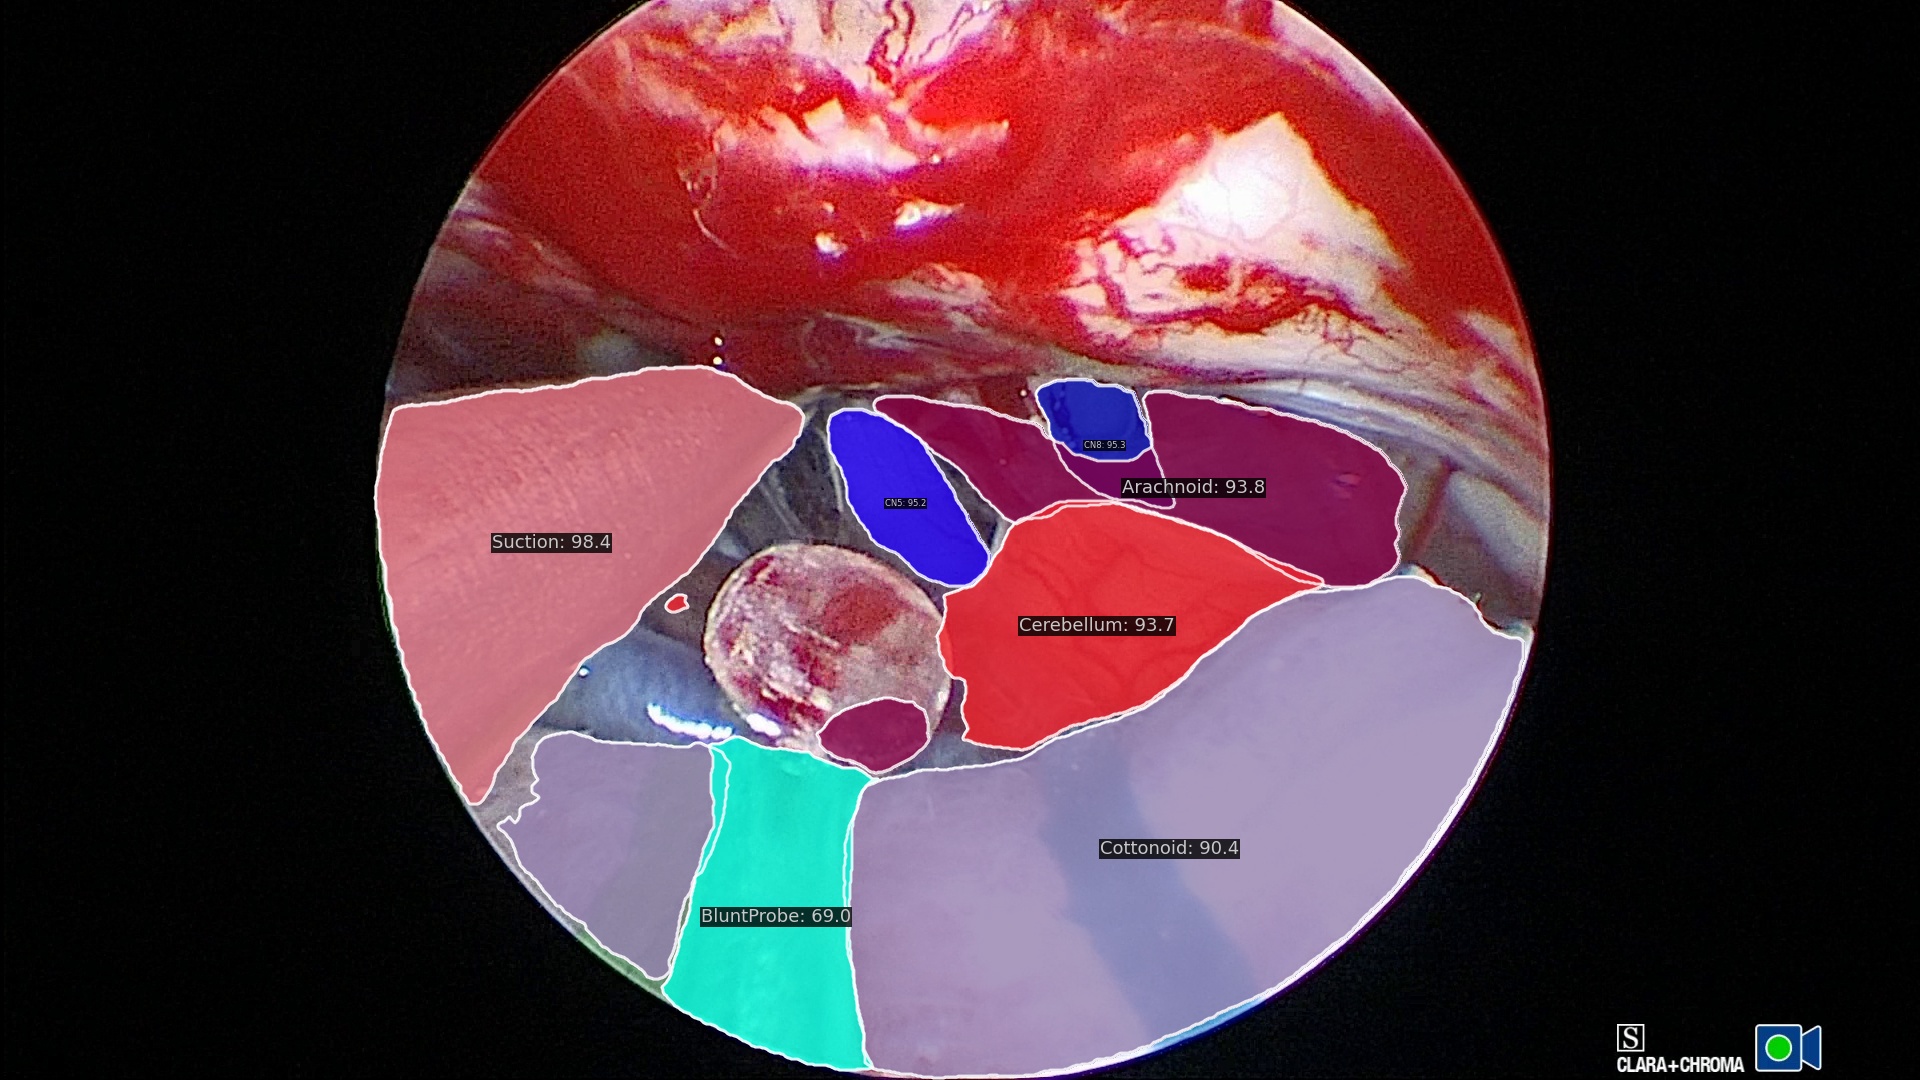 CN8: 95.3
Arachnoid: 93.8
CN5: 95.2
Suction: 98.4
Cerebellum: 93.7
Cottonoid: 90.4
BluntProbe: 69.0
S
CLARA+CHROMA